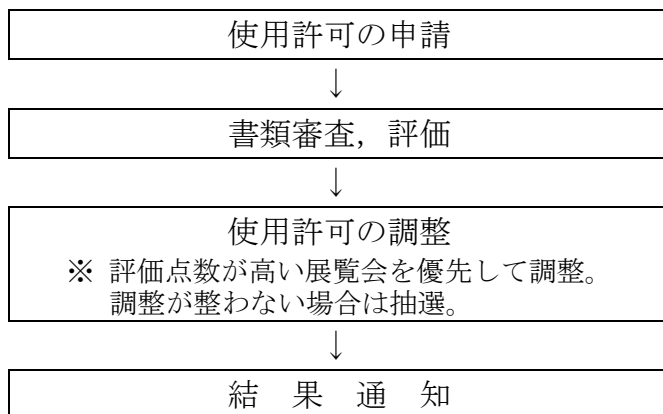 使用許可の申請
↓
書類審査，評価
↓
使用許可の調整
※ 評価点数が高い展覧会を優先して調整。
調整が整わない場合は抽選。
↓
結　果　通　知